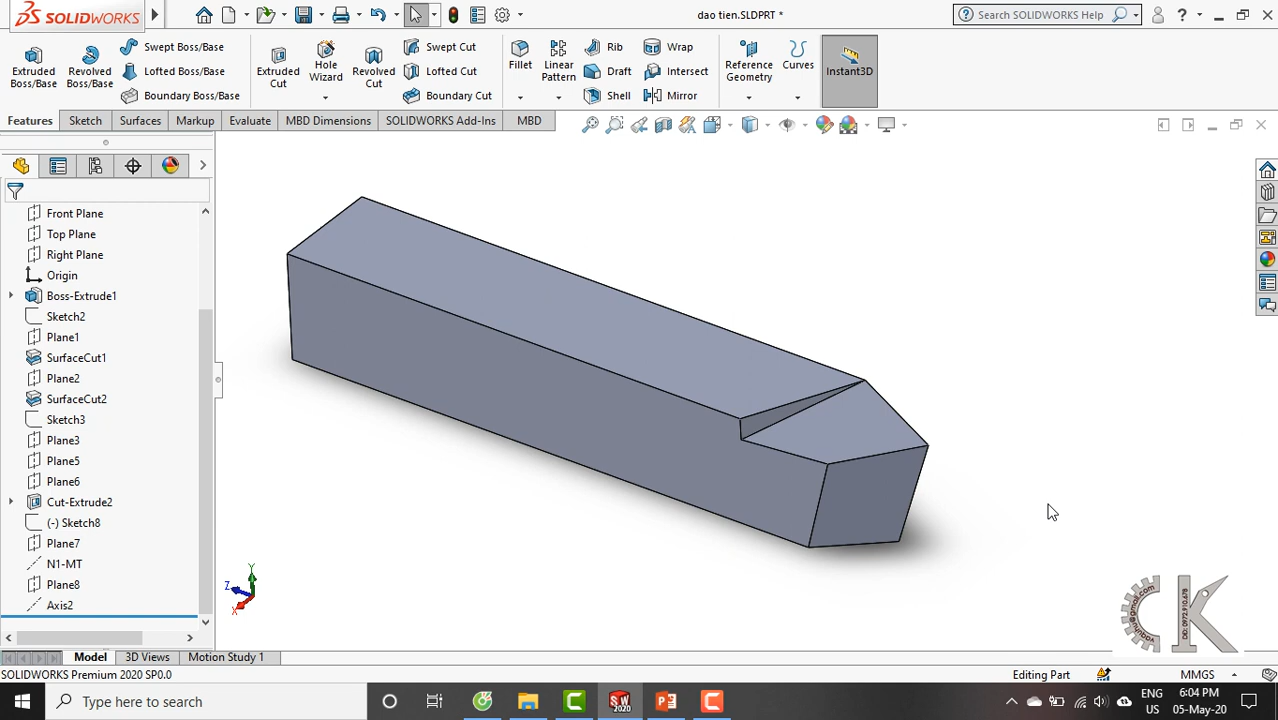 SOLIDWORKS
dao tien.SLDPRT *
Search SOLIDWORKS Help
Extruded Boss/Base
Revolved Boss/Base
Swept Boss/Base
Lofted Boss/Base
Boundary Boss/Base
Extruded Cut
Hole Wizard
Revolved Cut
Swept Cut
Lofted Cut
Boundary Cut
Fillet
Linear Pattern
Rib
Draft
Shell
Wrap
Intersect
Mirror
Reference Geometry
Curves
Instant3D
Features
Sketch
Surfaces
Markup
Evaluate
MBD Dimensions
SOLIDWORKS Add-Ins
MBD
Front Plane
Top Plane
Right Plane
Origin
Boss-Extrude1
Sketch2
Plane1
SurfaceCut1
Plane2
SurfaceCut2
Sketch3
Plane3
Plane5
Plane6
Cut-Extrude2
(-) Sketch8
Plane7
N1-MT
Plane8
Axis2
Y
Z
X
DD: 0972.910.678
Model
3D Views
Motion Study 1
SOLIDWORKS Premium 2020 SP0.0
Editing Part
MMGS
Type here to search
ENG
US
6:04 PM
05-May-20